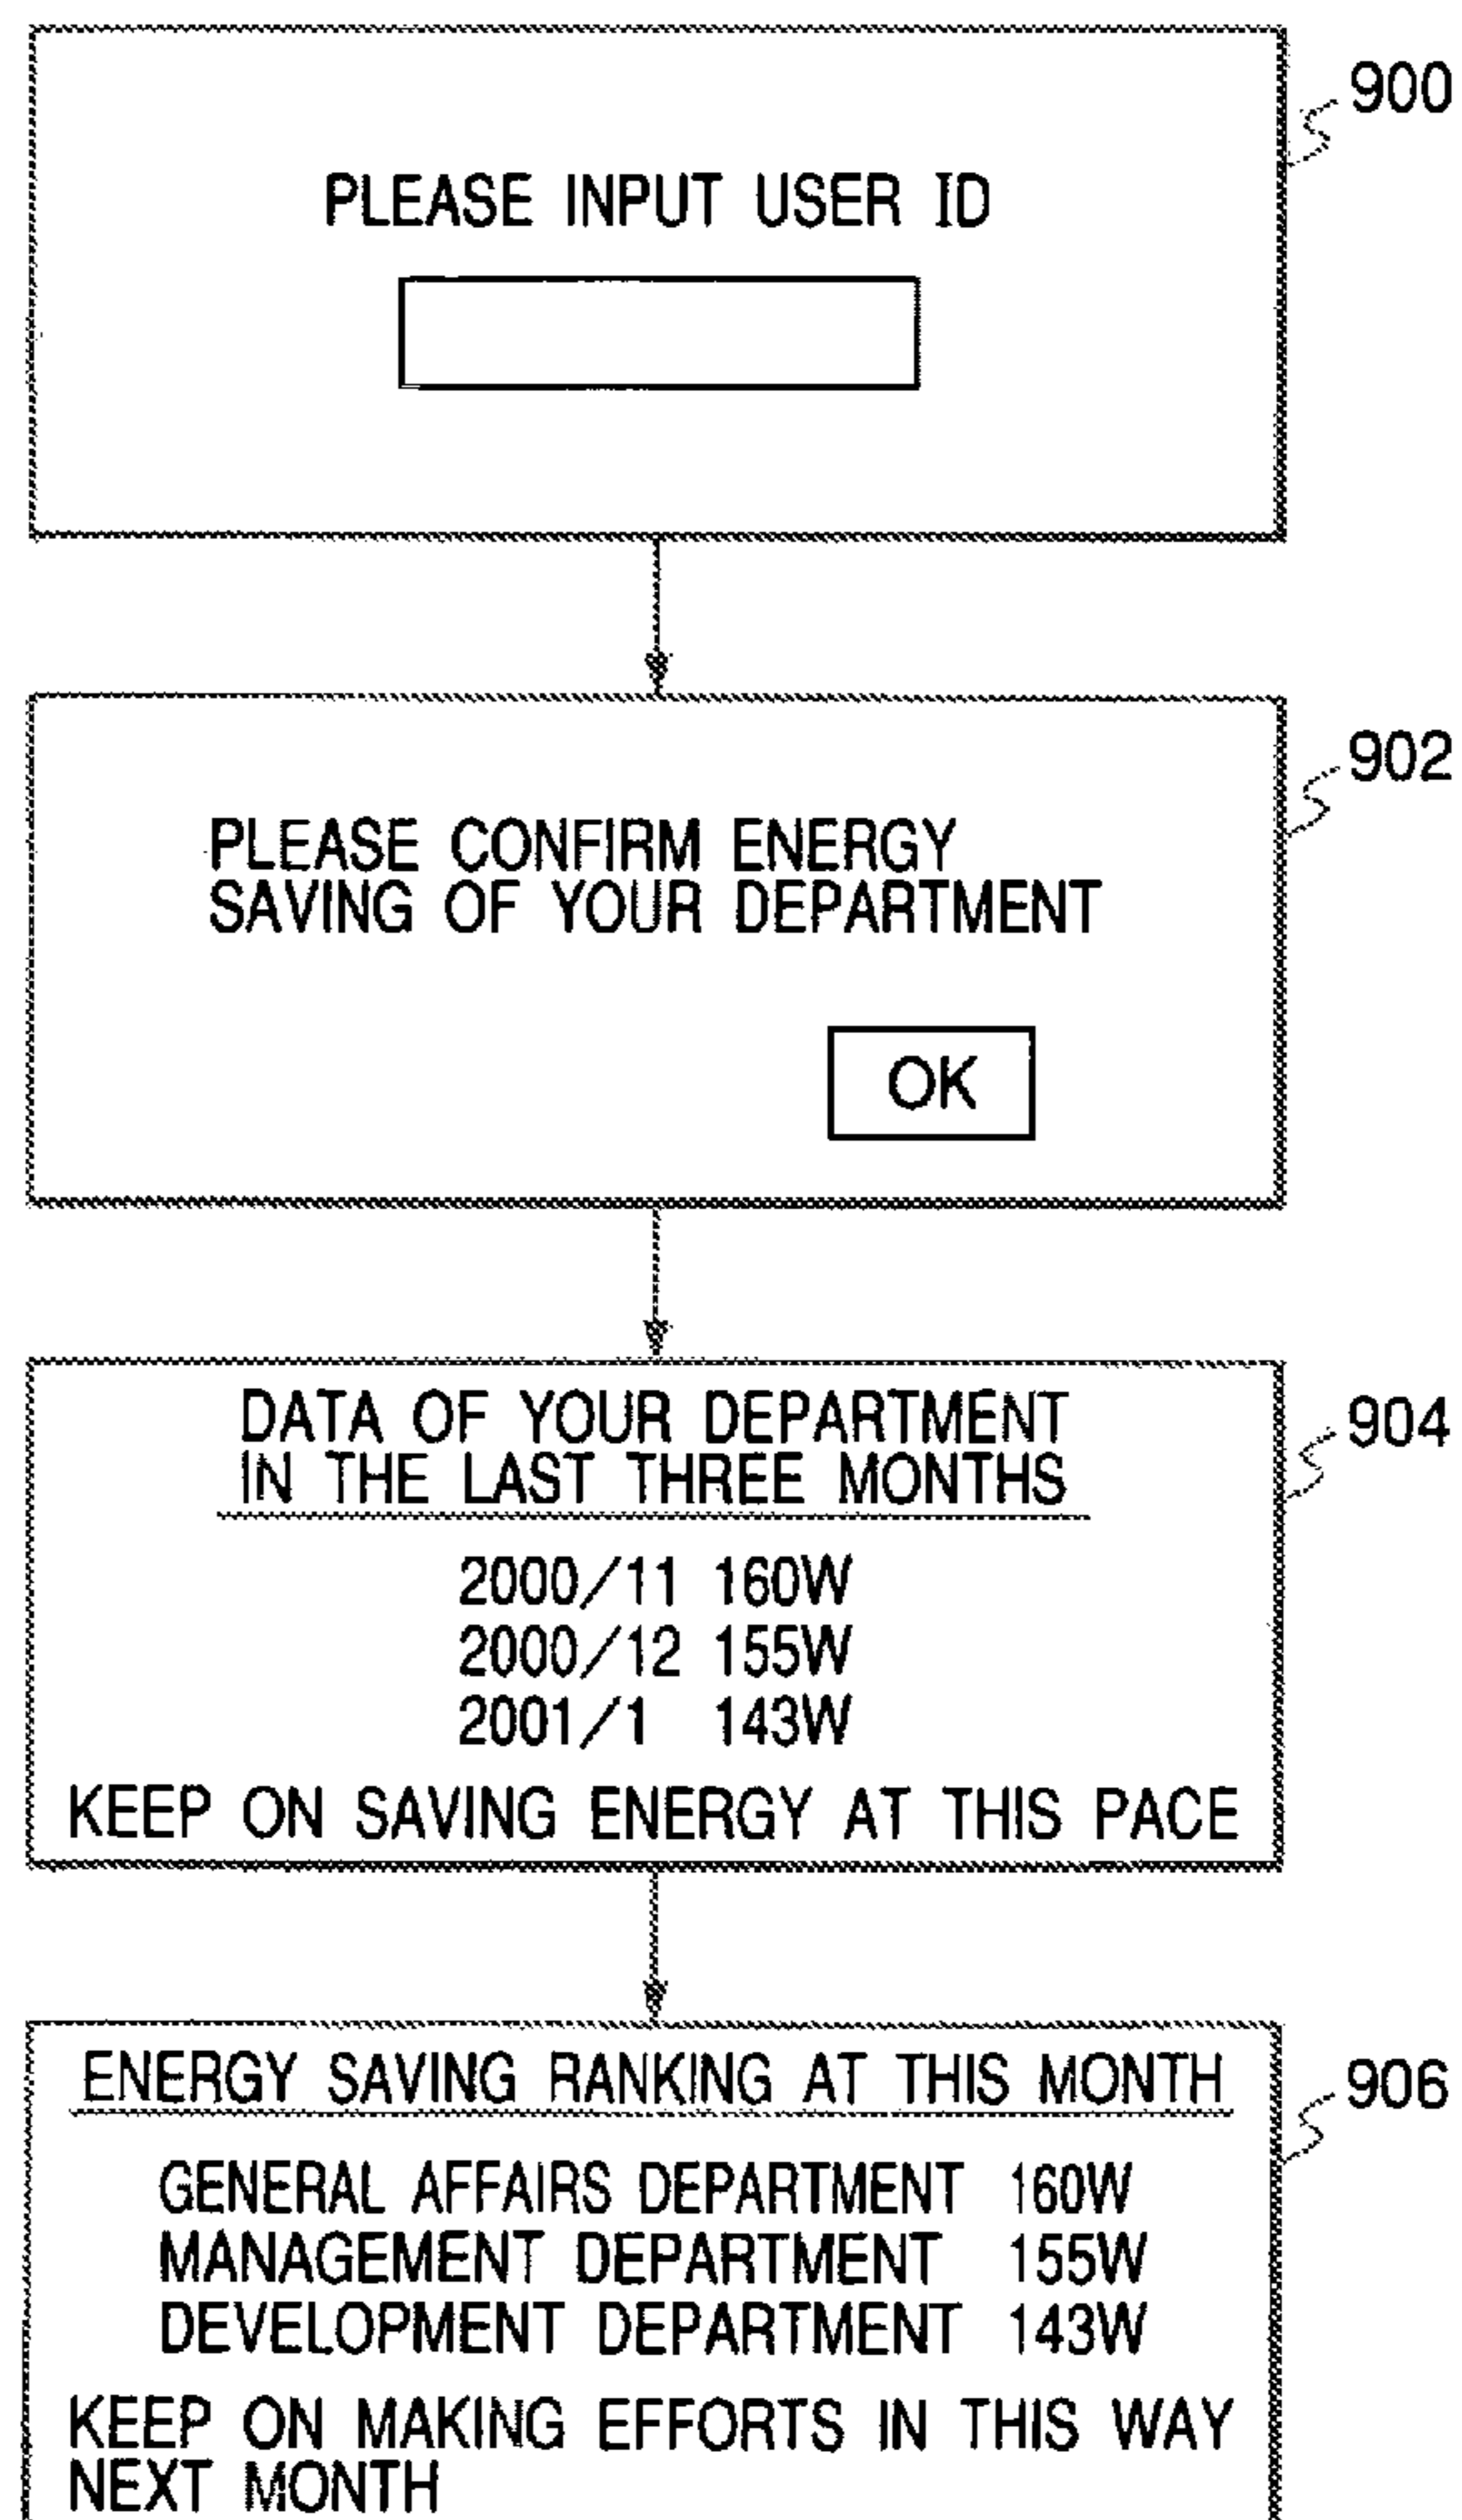 900
PLEASE INPUT USER ID
902
PLEASE CONFIRM ENERGY
SAVING OF YOUR DEPARTMENT
OK
904
DATA OF YOUR DEPARTMENT
IN THE LAST THREE MONTHS
2000/11 160W
2000/12 155W
2001/1 143W
KEEP ON SAVING ENERGY AT THIS PACE
906
ENERGY SAVING RANKING AT THIS MONTH
GENERAL AFFAIRS DEPARTMENT 160W
MANAGEMENT DEPARTMENT 155W
DEVELOPMENT DEPARTMENT 143W
KEEP ON MAKING EFFORTS IN THIS WAY
NEXT MONTH